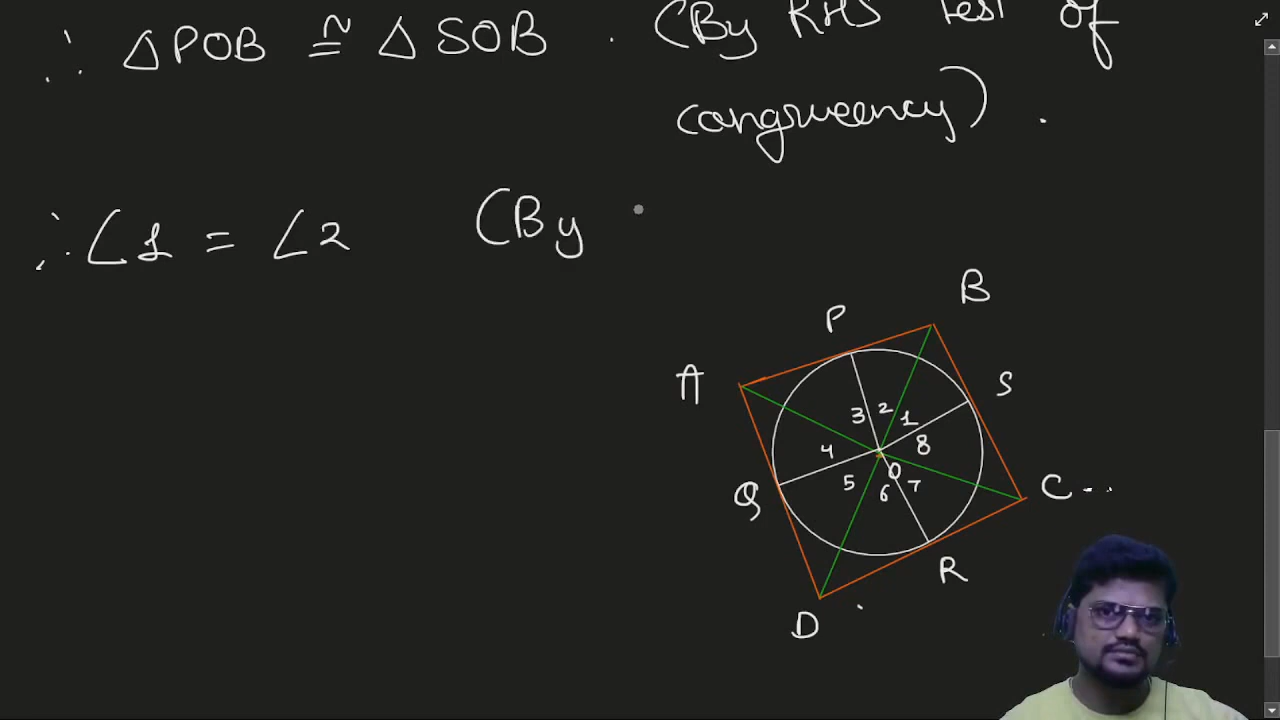 ∴ △POB ≅ △SOB . (By RHS Test of
congruency) .
∴ ∠1 = ∠2 (By
B
P
A
S
3 2 1
4 8
O
5 6 7
Q
C
R
D